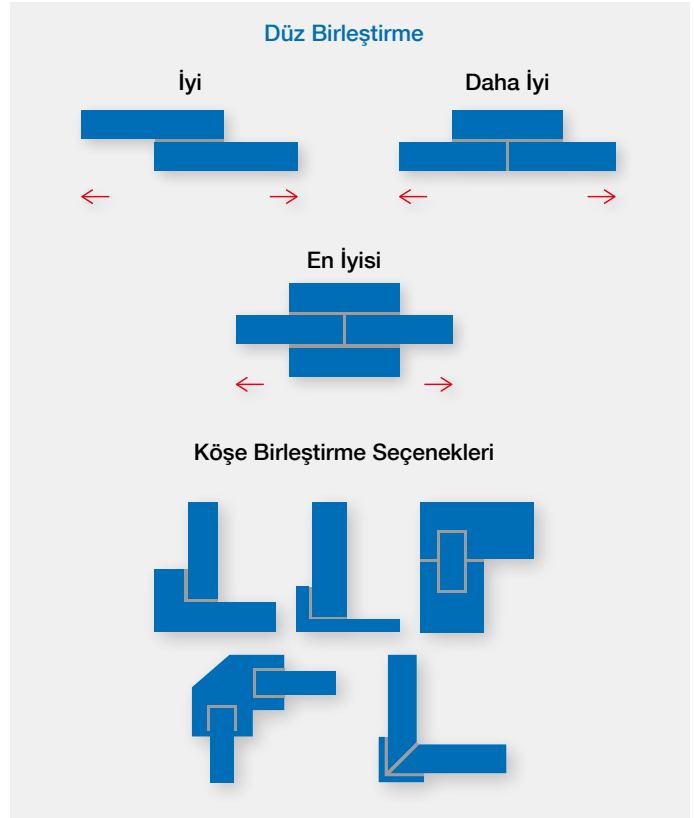 Düz Birleştirme
İyi
Daha İyi
En İyisi
Köşe Birleştirme Seçenekleri